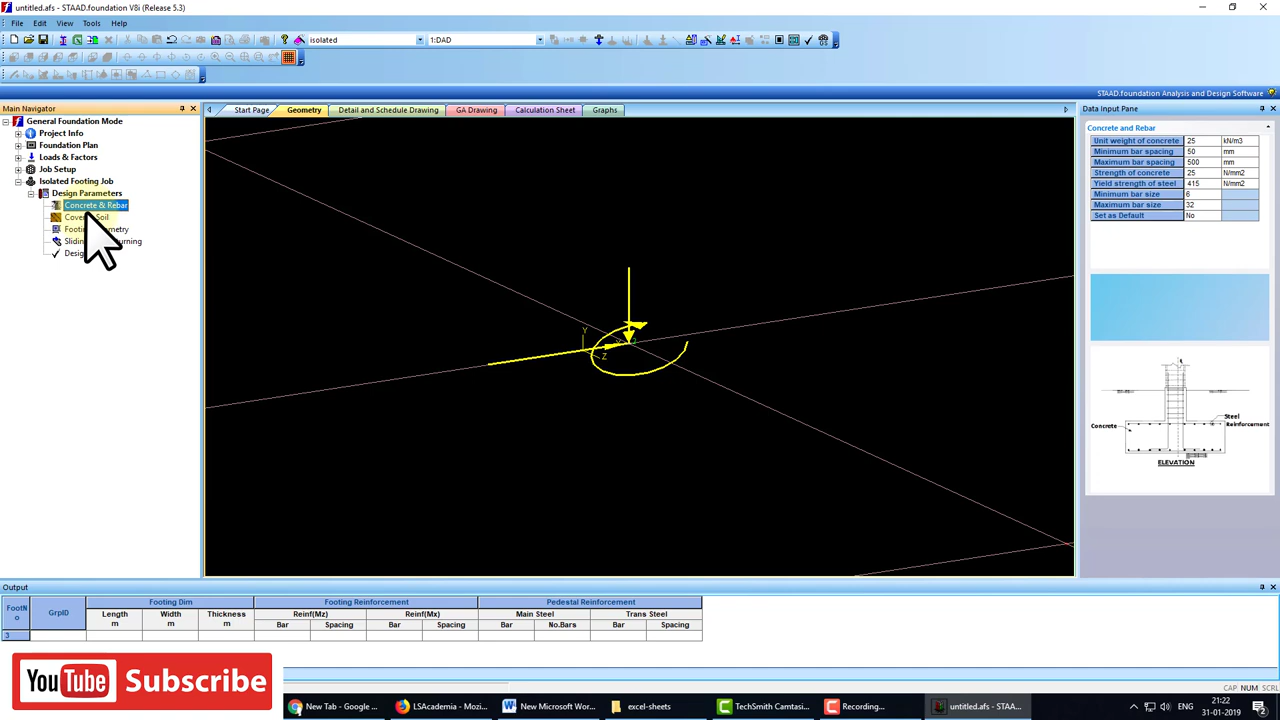 untitled.afs - STAAD.foundation V8i (Release 5.3)
File Edit View Tools Help
isolated
1:DAD
STAAD.foundation Analysis and Design Software
Main Navigator
Start Page
Geometry
Detail and Schedule Drawing
GA Drawing
Calculation Sheet
Graphs
Data Input Pane
General Foundation Mode
Project Info
Foundation Plan
Loads & Factors
Job Setup
Isolated Footing Job
Design Parameters
Concrete & Rebar
Concrete and Rebar
Unit weight of concrete 25 kN/m3
Minimum bar spacing 50 mm
Maximum bar spacing 500 mm
Strength of concrete 25 N/mm2
Yield strength of steel 415 N/mm2
Minimum bar size 6
Maximum bar size 32
Set as Default No
Y
Z
Concrete
Steel
Reinforcement
ELEVATION
Output
FootN
o
GrpID
Footing Dim
Footing Reinforcement
Pedestal Reinforcement
Length
m
Width
m
Thickness
m
Reinf(Mz)
Reinf(Mx)
Main Steel
Trans Steel
Bar Spacing Bar Spacing Bar No.Bars Bar Spacing
3
YouTube Subscribe
CAP NUM SCRL
New Tab - Google ...
LSAcademia - Mozi...
New Microsoft Wor...
excel-sheets
TechSmith Camtasi...
Recording...
untitled.afs - STAA...
ENG
21:22
31-01-2019
2